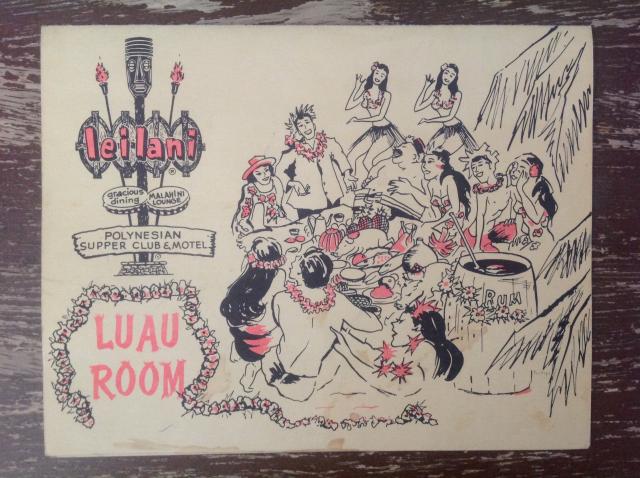 leilani
®
gracious
dining
MALAHINI
LOUNGE
POLYNESIAN
SUPPER CLUB & MOTEL
LUAU
ROOM
RUM